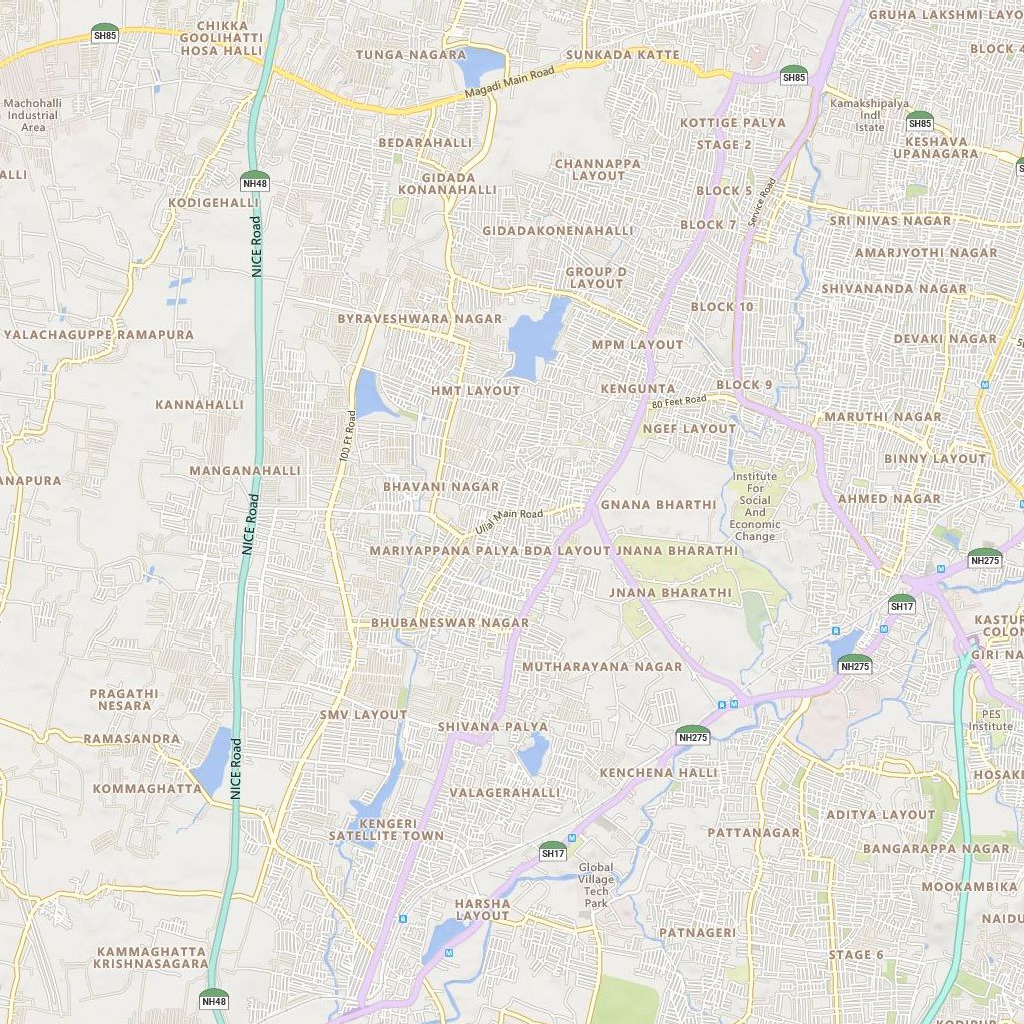 CHIKKA
GOOLIHATTI
HOSA HALLI
GRUHA LAKSHMI LAYO
SH85
TUNGA NAGARA
SUNKADA KATTE
BLOCK 4
Magadi Main Road
SH85
Machohalli
Industrial
Area
Kamakshipalya
Indl
Istate
SH85
KOTTIGE PALYA
BEDARAHALLI
STAGE 2
KESHAVA
UPANAGARA
CHANNAPPA
LAYOUT
ALLI
NH48
GIDADA
KONANAHALLI
BLOCK 5
KODIGEHALLI
Service Road
SRI NIVAS NAGAR
GIDADAKONENAHALLI
BLOCK 7
NICE Road
AMARJYOTHI NAGAR
GROUP D
LAYOUT
SHIVANANDA NAGAR
BLOCK 10
BYRAVESHWARA NAGAR
YALACHAGUPPE RAMAPURA
MPM LAYOUT
DEVAKI NAGAR
HMT LAYOUT
KENGUNTA
BLOCK 9
80 Feet Road
KANNAHALLI
MARUTHI NAGAR
100 Ft Road
NGEF LAYOUT
BINNY LAYOUT
MANGANAHALLI
ANAPURA
BHAVANI NAGAR
Institute
For
Social
And
Economic
Change
AHMED NAGAR
GNANA BHARTHI
NICE Road
Ullal Main Road
MARIYAPPANA PALYA BDA LAYOUT
JNANA BHARATHI
NH275
JNANA BHARATHI
SH17
BHUBANESWAR NAGAR
KASTUR
COLON
GIRI NA
MUTHARAYANA NAGAR
NH275
PRAGATHI
NESARA
SMV LAYOUT
SHIVANA PALYA
PES
Institute
RAMASANDRA
NH275
NICE Road
KENCHENA HALLI
HOSAKE
KOMMAGHATTA
VALAGERAHALLI
ADITYA LAYOUT
KENGERI
SATELLITE TOWN
PATTANAGAR
SH17
BANGARAPPA NAGAR
Global
Village
Tech
Park
MOOKAMBIKA
HARSHA
LAYOUT
NAIDU
PATNAGERI
KAMMAGHATTA
KRISHNASAGARA
STAGE 6
NH48